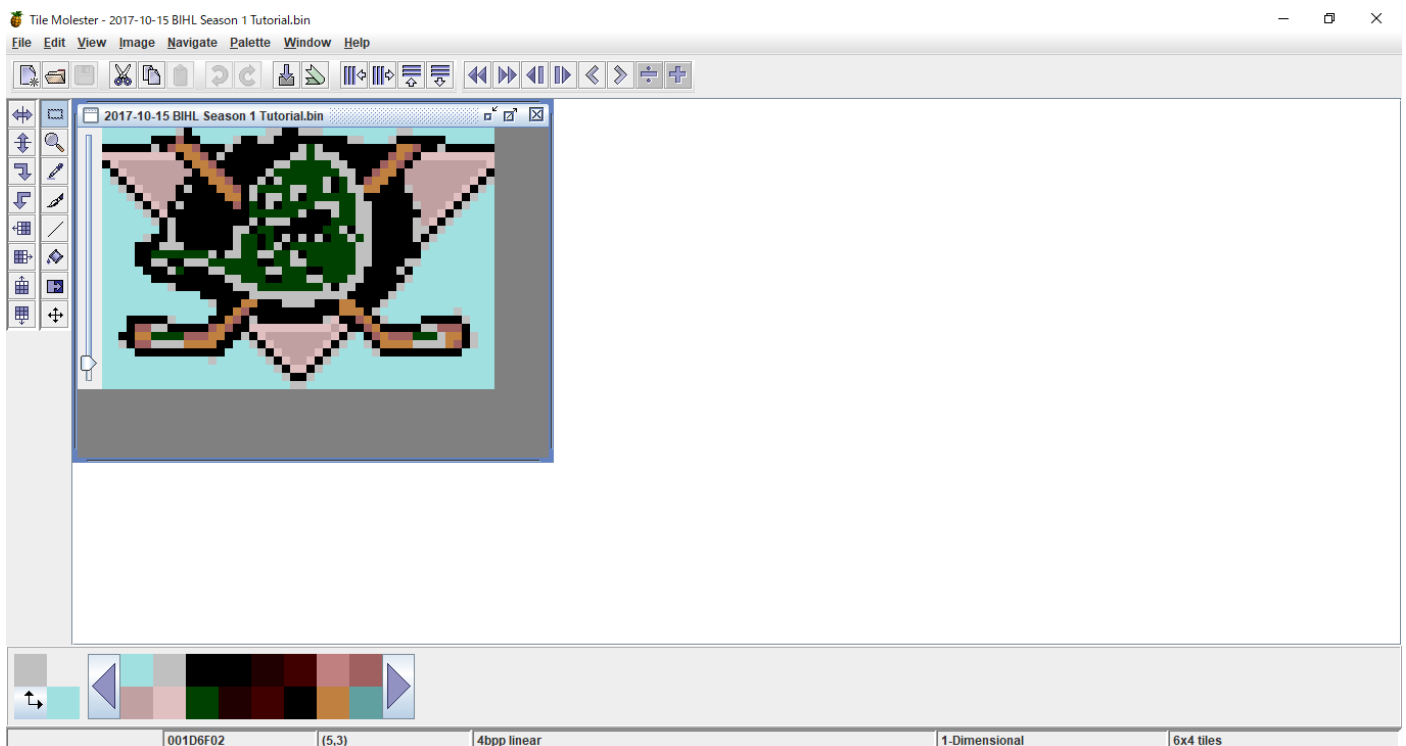 Tile Molester - 2017-10-15 BIHL Season 1 Tutorial.bin
File Edit View Image Navigate Palette Window Help
2017-10-15 BIHL Season 1 Tutorial.bin
001D6F02 (5,3) 4bpp linear 1-Dimensional 6x4 tiles